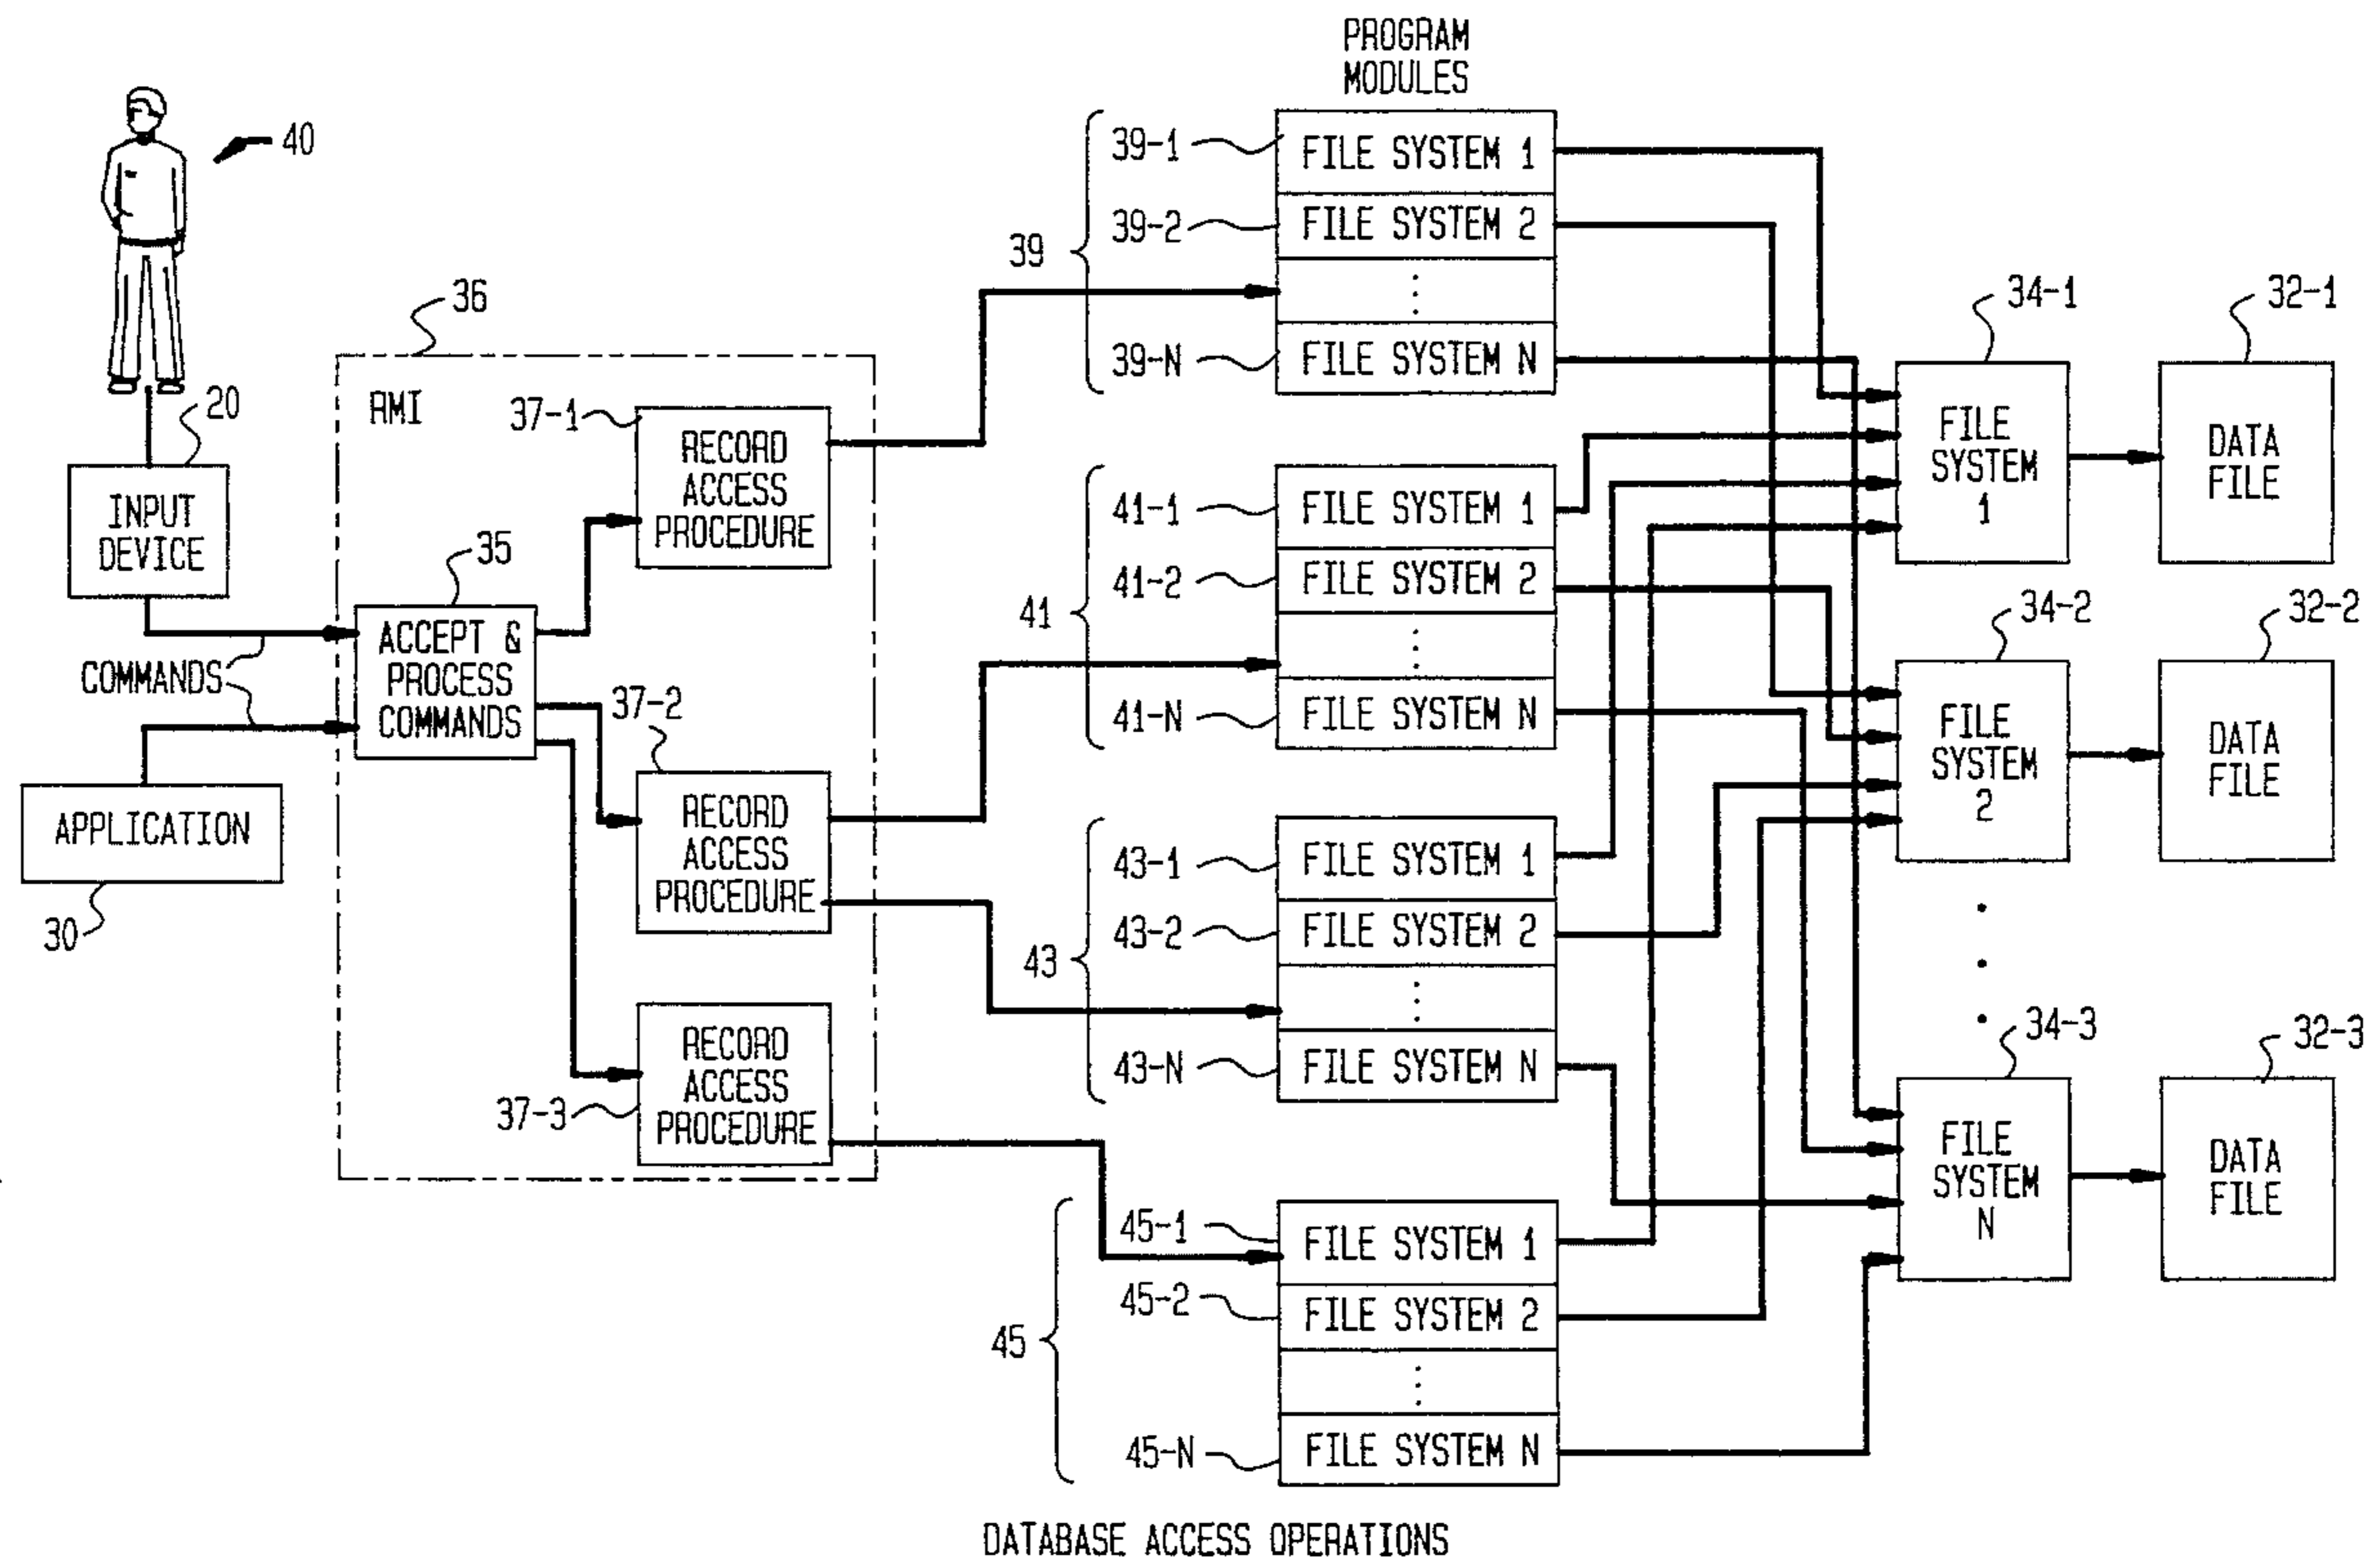 PROGRAM
MODULES
40
36
20
INPUT
DEVICE
COMMANDS
APPLICATION
30
RMI
35
ACCEPT &
PROCESS
COMMANDS
37-1
RECORD
ACCESS
PROCEDURE
37-2
RECORD
ACCESS
PROCEDURE
37-3
RECORD
ACCESS
PROCEDURE
39
39-1
FILE SYSTEM 1
39-2
FILE SYSTEM 2
39-N
FILE SYSTEM N
41
41-1
FILE SYSTEM 1
41-2
FILE SYSTEM 2
41-N
FILE SYSTEM N
43
43-1
FILE SYSTEM 1
43-2
FILE SYSTEM 2
43-N
FILE SYSTEM N
45
45-1
FILE SYSTEM 1
45-2
FILE SYSTEM 2
45-N
FILE SYSTEM N
34-1
FILE
SYSTEM
1
32-1
DATA
FILE
34-2
FILE
SYSTEM
2
32-2
DATA
FILE
34-3
FILE
SYSTEM
N
32-3
DATA
FILE
DATABASE ACCESS OPERATIONS